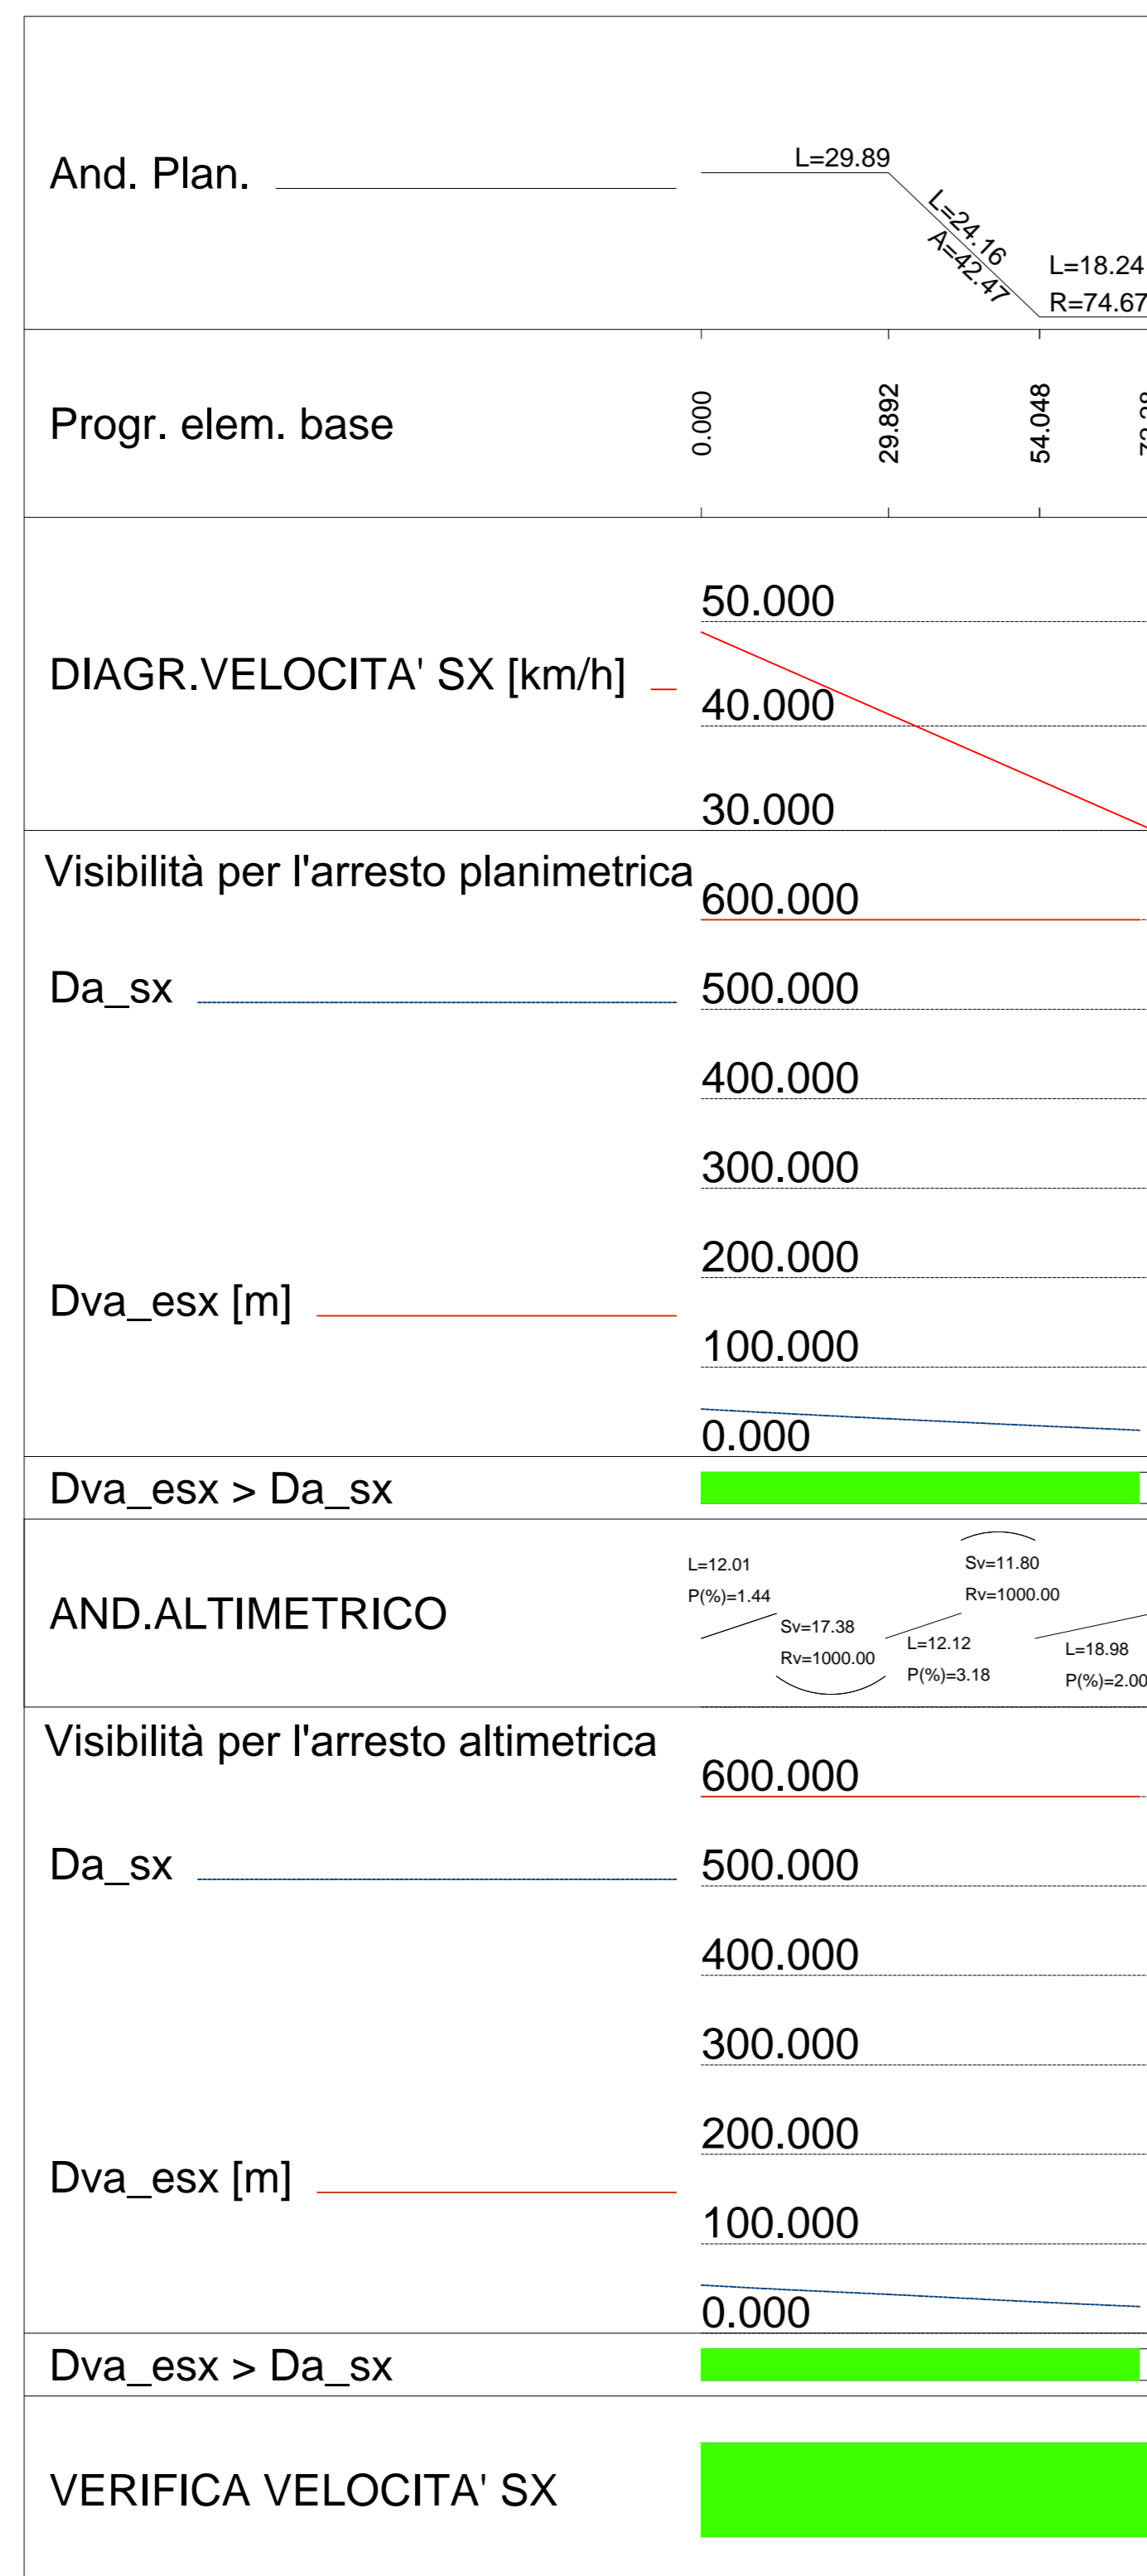 And. Plan.
L=29.89
L=24.16
A=42.47
L=18.24
R=74.67
Progr. elem. base
0.000
29.892
54.048
DIAGR.VELOCITA' SX [km/h]
50.000
40.000
30.000
Visibilità per l'arresto planimetrica
600.000
Da_sx
500.000
400.000
300.000
200.000
Dva_esx [m]
100.000
0.000
Dva_esx > Da_sx
AND.ALTIMETRICO
L=12.01
P(%)=1.44
Sv=17.38
Rv=1000.00
L=12.12
P(%)=3.18
Sv=11.80
Rv=1000.00
L=18.98
P(%)=2.00
Visibilità per l'arresto altimetrica
600.000
Da_sx
500.000
400.000
300.000
200.000
Dva_esx [m]
100.000
0.000
Dva_esx > Da_sx
VERIFICA VELOCITA' SX